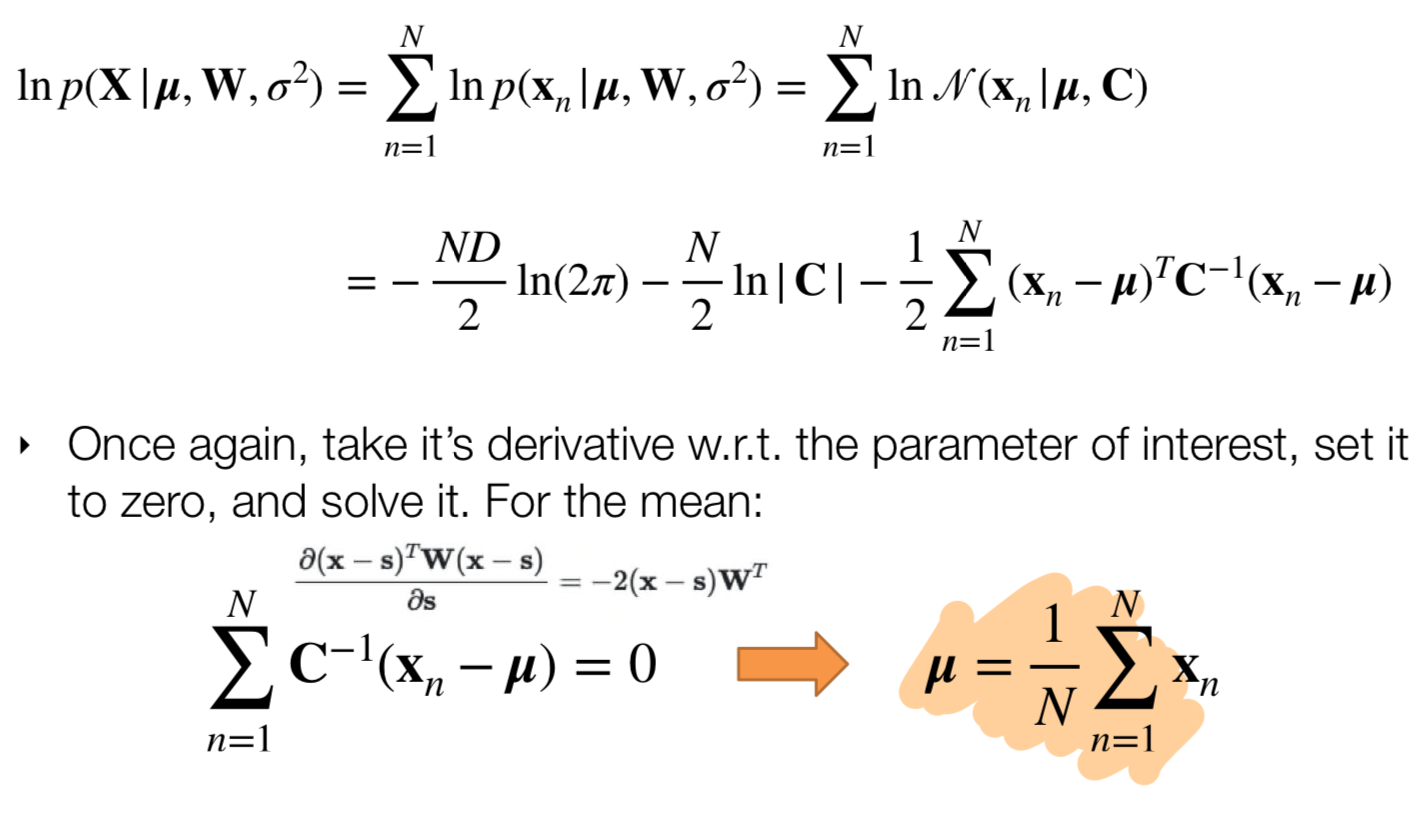 ln p(X|μ, W, σ²) = ∑_{n=1}^{N} ln p(x_n|μ, W, σ²) = ∑_{n=1}^{N} ln 𝒩(x_n|μ, C)
= − ND/2 ln(2π) − N/2 ln|C| − 1/2 ∑_{n=1}^{N} (x_n − μ)^T C^{−1}(x_n − μ)
‣ Once again, take it’s derivative w.r.t. the parameter of interest, set it
to zero, and solve it. For the mean:
∂(x − s)^T W(x − s)/∂s = −2(x − s)W^T
∑_{n=1}^{N} C^{−1}(x_n − μ) = 0 μ = 1/N ∑_{n=1}^{N} x_n